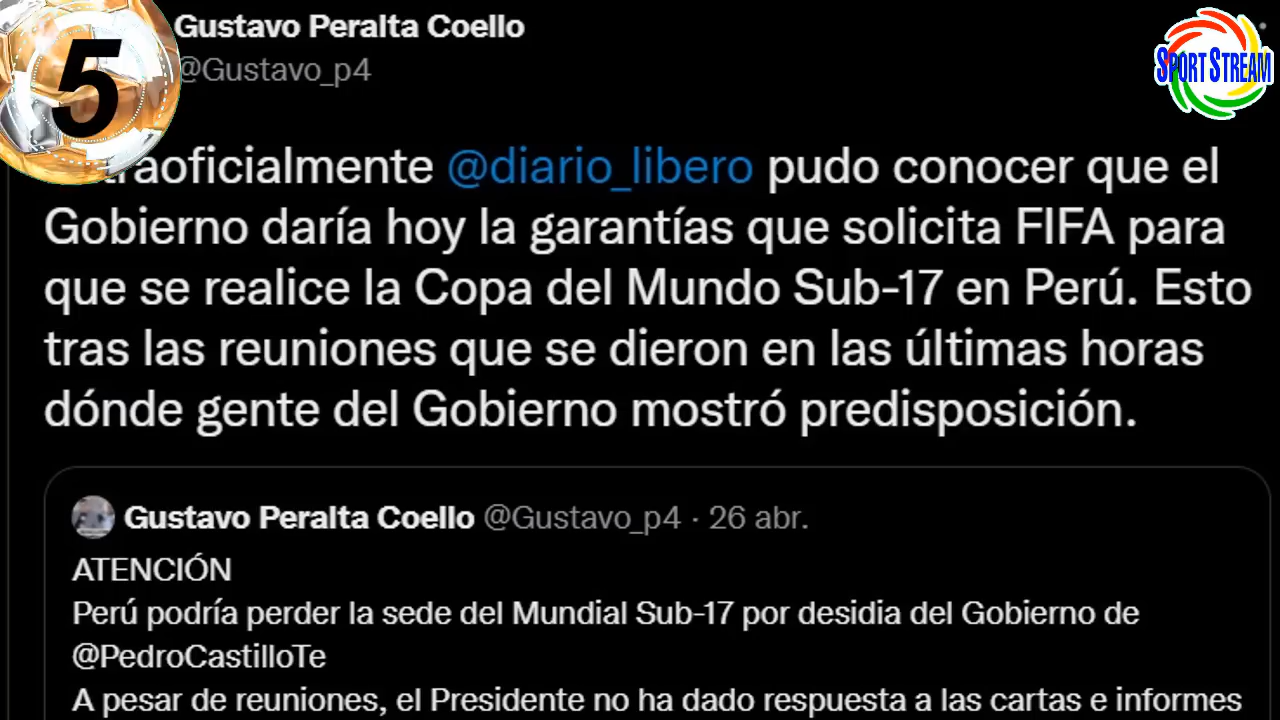 Gustavo Peralta Coello
5
@Gustavo_p4
SPORT STREAM
traoficialmente @diario_libero pudo conocer que el
Gobierno daría hoy la garantías que solicita FIFA para
que se realice la Copa del Mundo Sub-17 en Perú. Esto
tras las reuniones que se dieron en las últimas horas
dónde gente del Gobierno mostró predisposición.
Gustavo Peralta Coello @Gustavo_p4 · 26 abr.
ATENCIÓN
Perú podría perder la sede del Mundial Sub-17 por desidia del Gobierno de
@PedroCastilloTe
A pesar de reuniones, el Presidente no ha dado respuesta a las cartas e informes